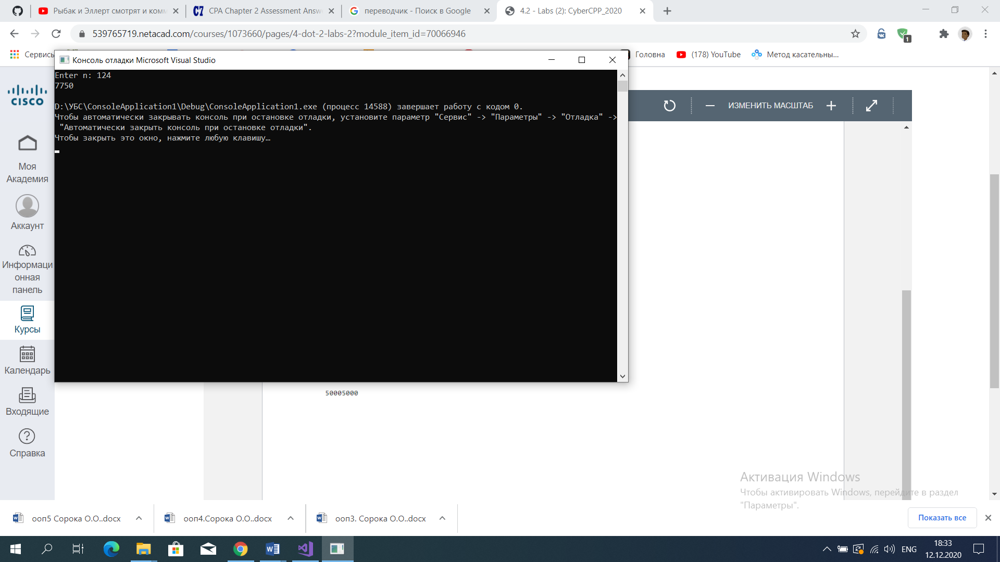 Рыбак и Эллерт смотрят и комм
CPA Chapter 2 Assessment Answ
переводчик - Поиск в Google
4.2 - Labs (2): CyberCPP_2020
539765719.netacad.com/courses/1073660/pages/4-dot-2-labs-2?module_item_id=70066946
1
Сервисы
Головна
(178) YouTube
Метод касательны...
Консоль отладки Microsoft Visual Studio
Enter n: 124
7750
D:\УБС\ConsoleApplication1\Debug\ConsoleApplication1.exe (процесс 14588) завершает работу с кодом 0.
Чтобы автоматически закрывать консоль при остановке отладки, установите параметр "Сервис" -> "Параметры" -> "Отладка" ->
"Автоматически закрыть консоль при остановке отладки".
Чтобы закрыть это окно, нажмите любую клавишу…
ИЗМЕНИТЬ МАСШТАБ
CISCO
Моя
Академия
Аккаунт
Информаци
онная
панель
Курсы
Календарь
Входящие
Справка
50005000
Активация Windows
Чтобы активировать Windows, перейдите в раздел
"Параметры".
ооп5 Сорока О.О..docx
ооп4.Сорока О.О..docx
ооп3. Сорока О.О..docx
Показать все
ENG
18:33
12.12.2020